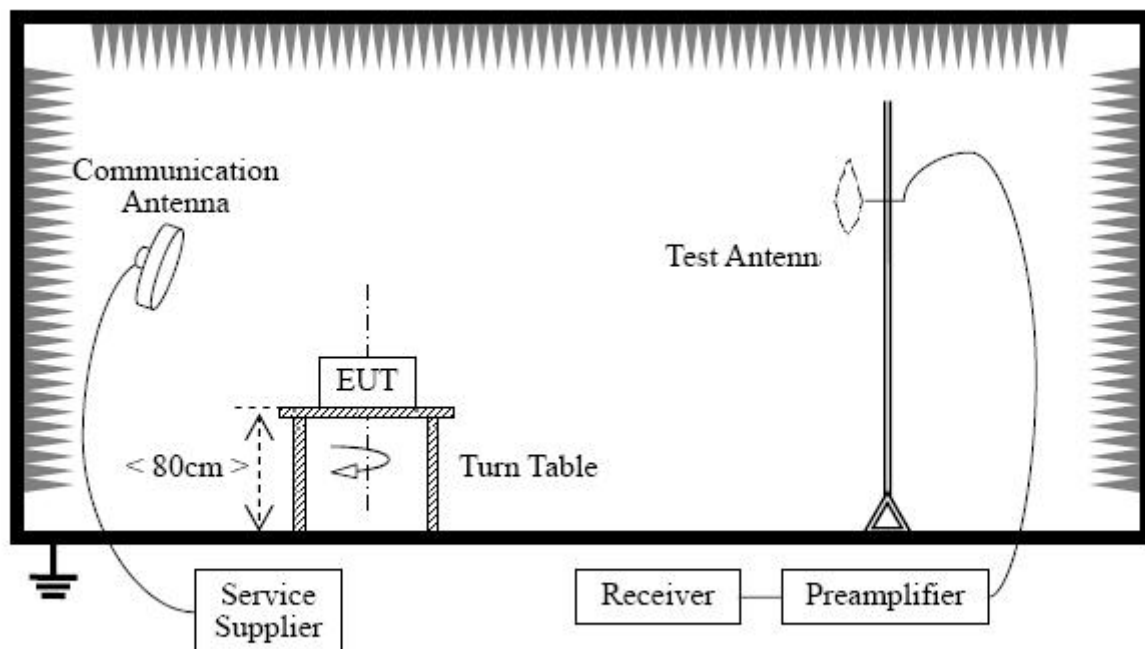 Communication
Antenna
Test Antenn
EUT
< 80cm >
Turn Table
Service
Supplier
Receiver
Preamplifier